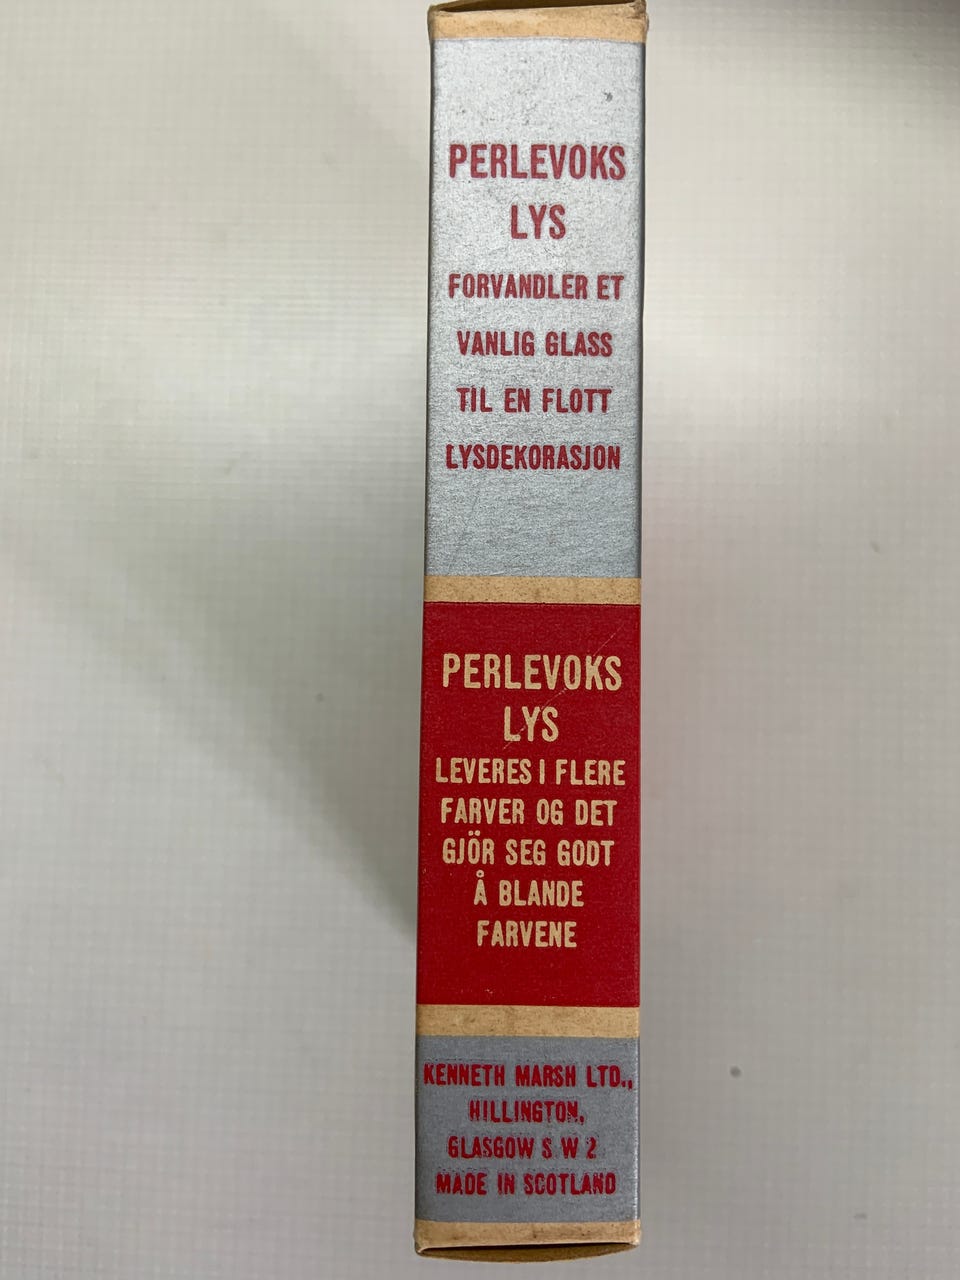 PERLEVOKS
LYS
FORVANDLER ET
VANLIG GLASS
TIL EN FLOTT
LYSDEKORASJON
PERLEVOKS
LYS
LEVERES I FLERE
FARVER OG DET
GJÖR SEG GODT
Å BLANDE
FARVENE
KENNETH MARSH LTD.,
HILLINGTON,
GLASGOW S W 2
MADE IN SCOTLAND